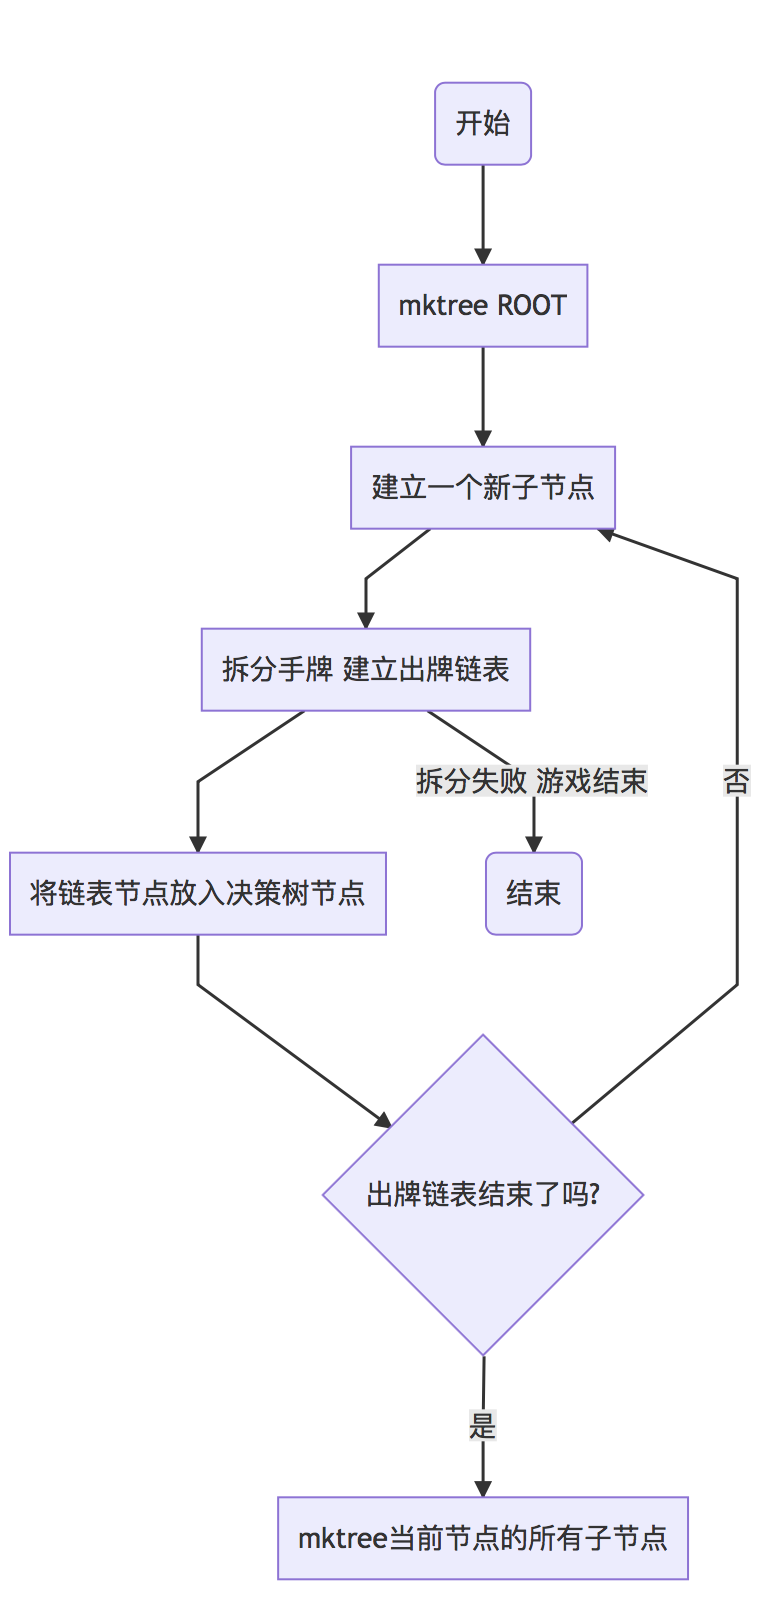 开始
mktree ROOT
建立一个新子节点
拆分手牌 建立出牌链表
拆分失败 游戏结束
否
将链表节点放入决策树节点
结束
出牌链表结束了吗?
是
mktree当前节点的所有子节点